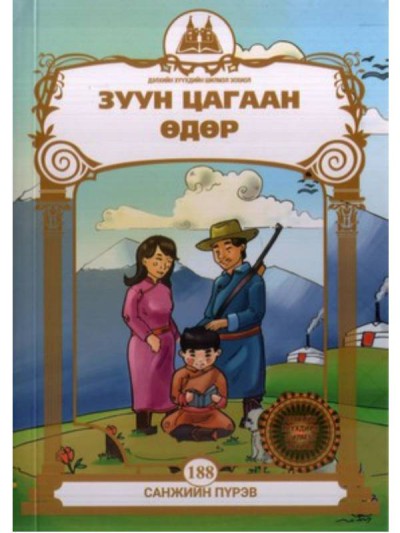 ДЭЛХИЙН ХҮҮХДИЙН ШИЛМЭЛ ЗОХИОЛ
ЗУУН ЦАГААН
ӨДӨР
188
САНЖИЙН ПҮРЭВ